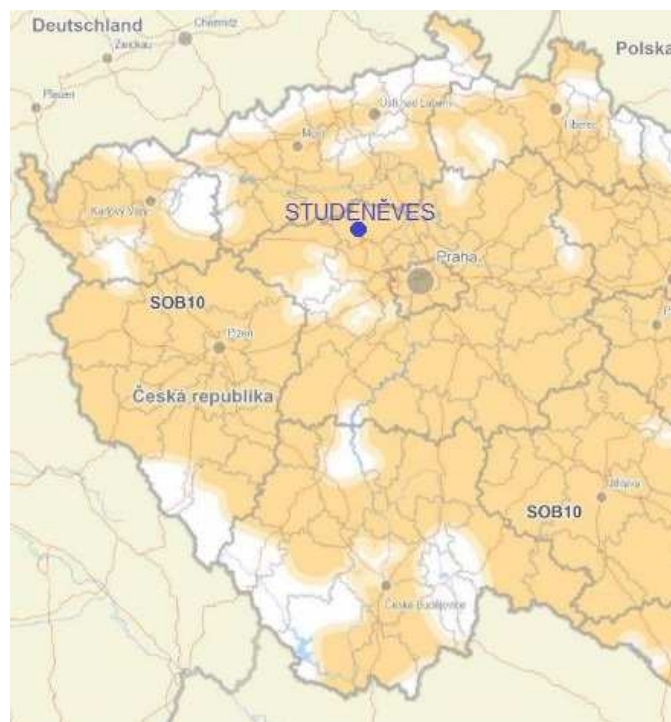 Deutschland
Chemnitz
Zwickau
Plauen
Polska
Ústí nad Labem
Most
Liberec
Karlovy Vary
STUDENĚVES
Praha
SOB10
Plzeň
Česká republika
Jihlava
SOB10
České Budějovice